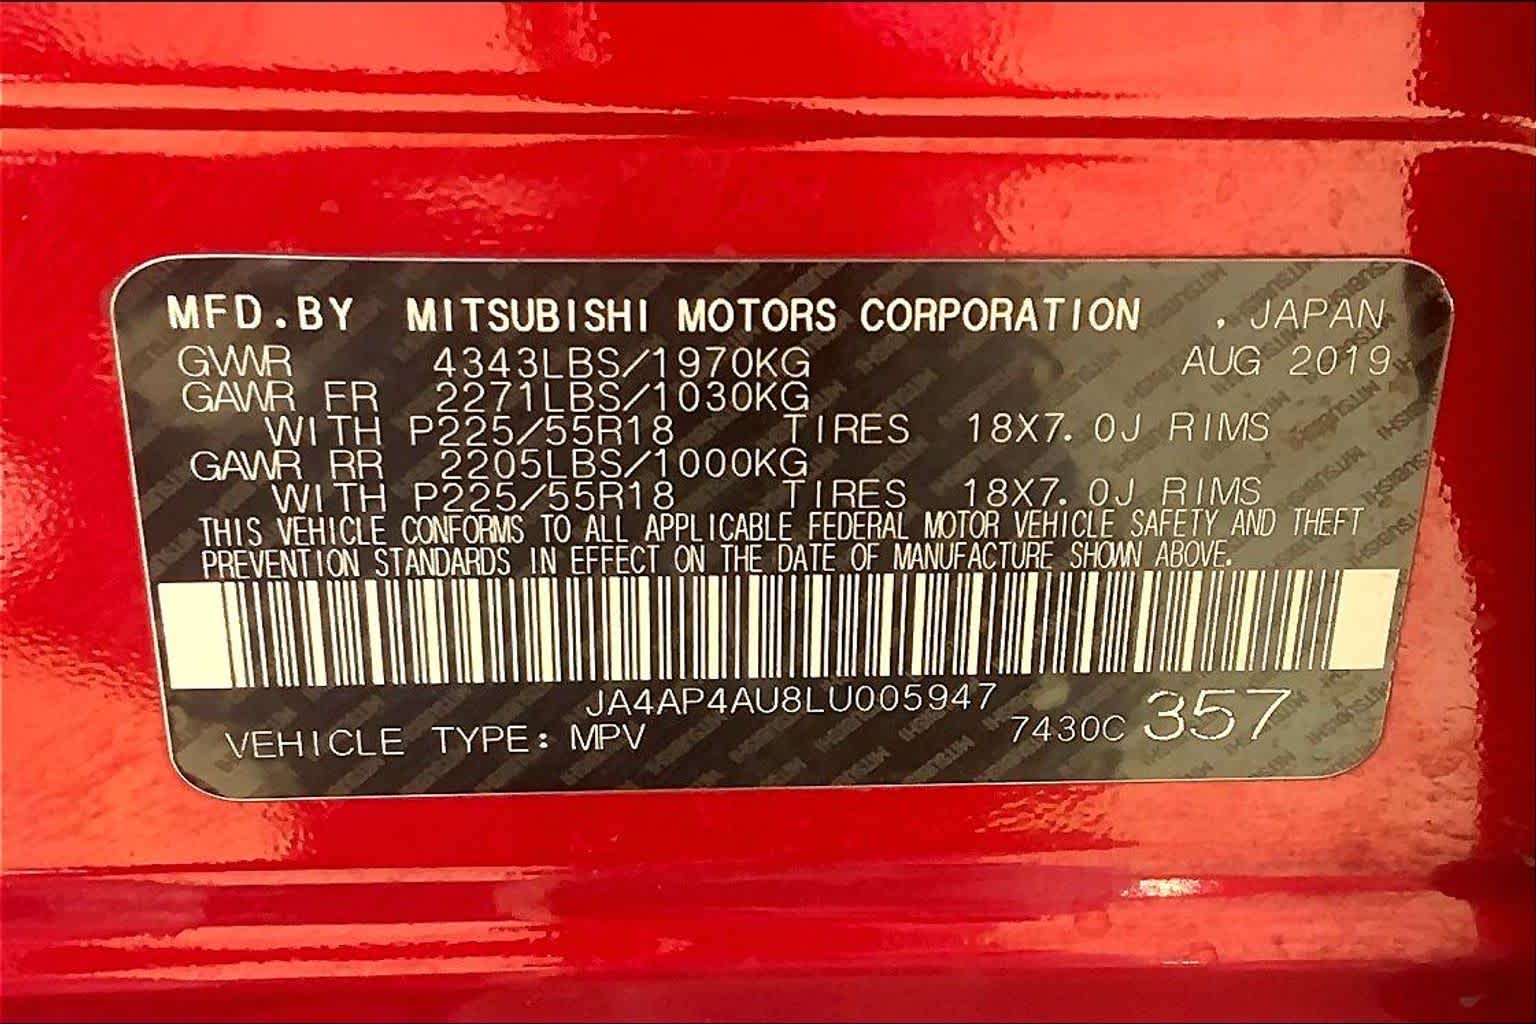 MFD.BY MITSUBISHI MOTORS CORPORATION , JAPAN
GVWR 4343LBS/1970KG AUG 2019
GAWR FR 2271LBS/1030KG
WITH P225/55R18 TIRES 18X7.0J RIMS
GAWR RR 2205LBS/1000KG
WITH P225/55R18 TIRES 18X7.0J RIMS
THIS VEHICLE CONFORMS TO ALL APPLICABLE FEDERAL MOTOR VEHICLE SAFETY AND THEFT
PREVENTION STANDARDS IN EFFECT ON THE DATE OF MANUFACTURE SHOWN ABOVE.
JA4AP4AU8LU005947
VEHICLE TYPE: MPV 7430C 357